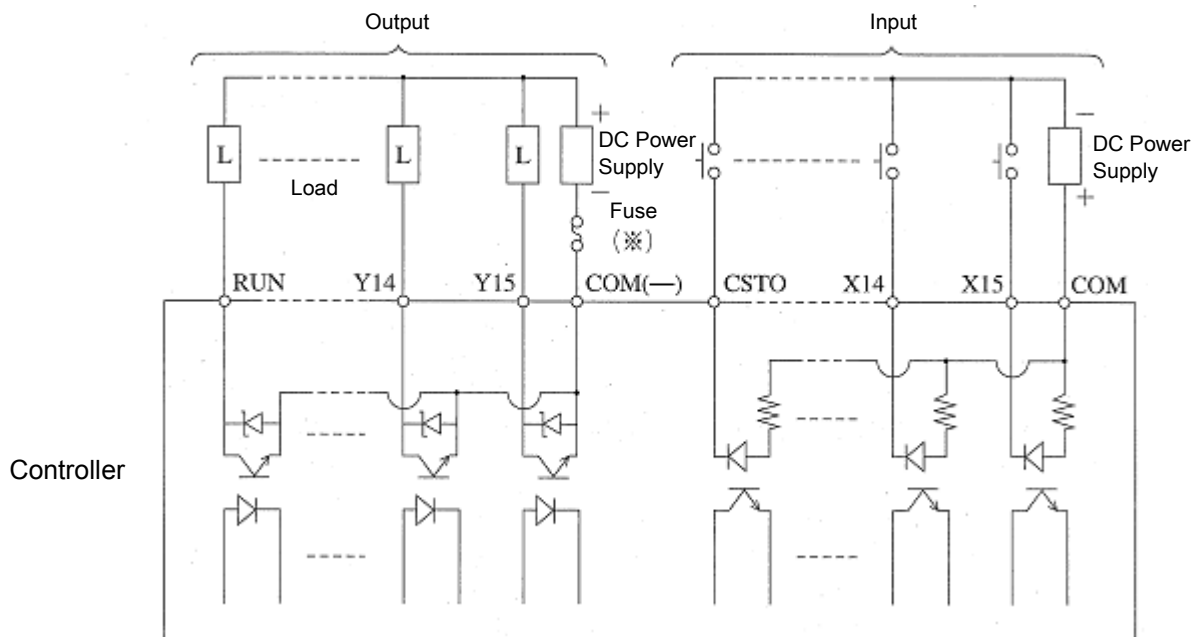 Output
Input
+
−
L
L
L
DC Power
Supply
DC Power
Supply
Load
−
+
Fuse
(※)
RUN
Y14
Y15
COM(—)
CSTO
X14
X15
COM
Controller